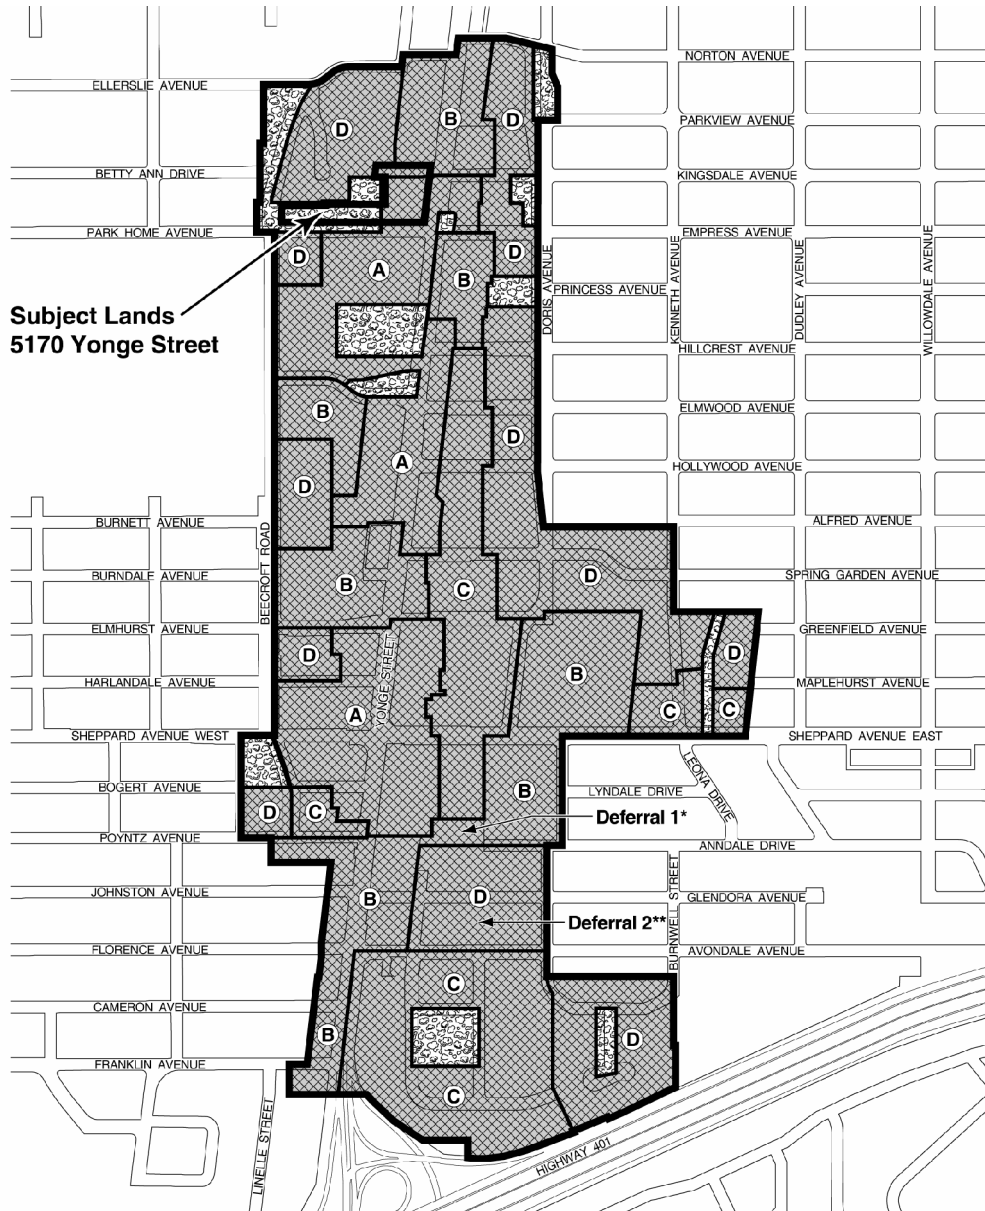 NORTON AVENUE
ELLERSLIE AVENUE
B
D
PARKVIEW AVENUE
D
BETTY ANN DRIVE
KINGSDALE AVENUE
PARK HOME AVENUE
EMPRESS AVENUE
D
D
A
B
DORIS AVENUE
PRINCESS AVENUE
KENNETH AVENUE
DUDLEY AVENUE
WILLOWDALE AVENUE
Subject Lands
5170 Yonge Street
HILLCREST AVENUE
B
ELMWOOD AVENUE
D
A
HOLLYWOOD AVENUE
D
BURNETT AVENUE
ALFRED AVENUE
BEECROFT ROAD
BURNDALE AVENUE
B
C
D
SPRING GARDEN AVENUE
ELMHURST AVENUE
GREENFIELD AVENUE
D
YONGE STREET
D
B
HARLANDALE AVENUE
MAPLEHURST AVENUE
A
C
C
SHEPPARD AVENUE WEST
SHEPPARD AVENUE EAST
LEONA DRIVE
BOGERT AVENUE
B
LYNDALE DRIVE
D
C
Deferral 1*
POYNTZ AVENUE
ANNDALE DRIVE
JOHNSTON AVENUE
B
D
BURNWELL STREET
GLENDORA AVENUE
Deferral 2**
FLORENCE AVENUE
AVONDALE AVENUE
C
CAMERON AVENUE
B
D
FRANKLIN AVENUE
C
LINELLE STREET
HIGHWAY 401